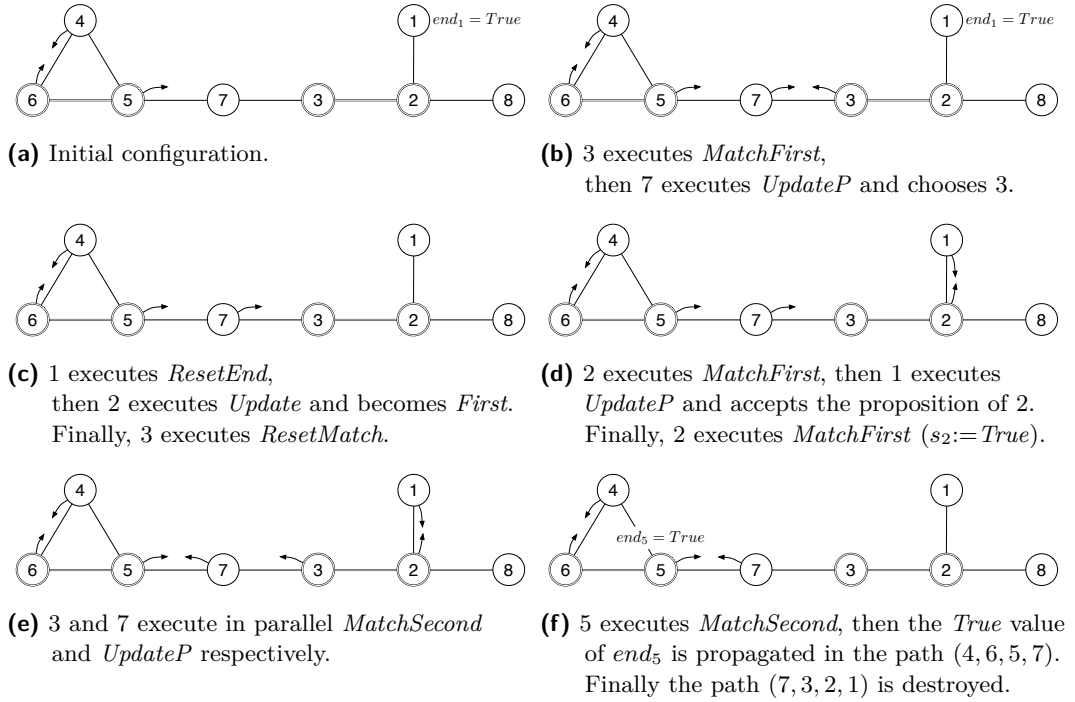 4 1 end₁ = True 4 1 end₁ = True
6 5 7 3 2 8 6 5 7 3 2 8
(a) Initial configuration.
(b) 3 executes MatchFirst,
then 7 executes UpdateP and chooses 3.
4 1 4 1
6 5 7 3 2 8 6 5 7 3 2 8
(c) 1 executes ResetEnd,
then 2 executes Update and becomes First.
Finally, 3 executes ResetMatch.
(d) 2 executes MatchFirst, then 1 executes
UpdateP and accepts the proposition of 2.
Finally, 2 executes MatchFirst (s₂:=True).
4 1 4 1
end₅ = True
6 5 7 3 2 8 6 5 7 3 2 8
(e) 3 and 7 execute in parallel MatchSecond
and UpdateP respectively.
(f) 5 executes MatchSecond, then the True value
of end₅ is propagated in the path (4, 6, 5, 7).
Finally the path (7, 3, 2, 1) is destroyed.